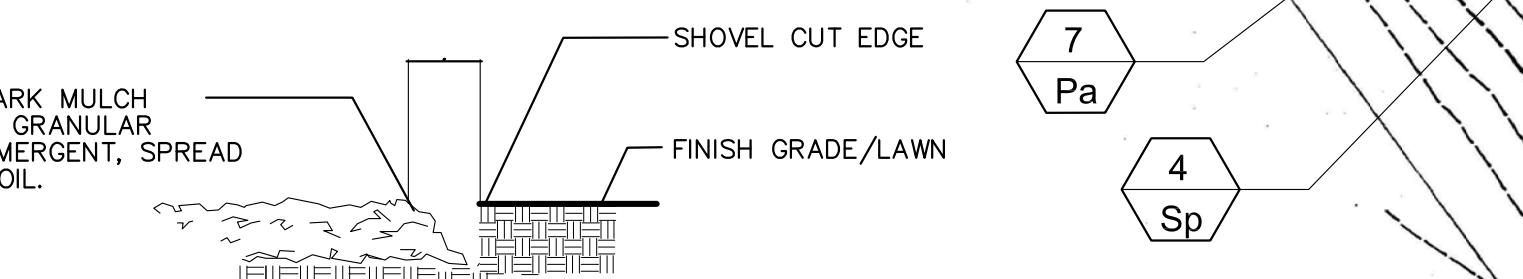 SHOVEL CUT EDGE
ARK MULCH
GRANULAR
MERGENT, SPREAD
OIL.
FINISH GRADE/LAWN
7
Pa
4
Sp